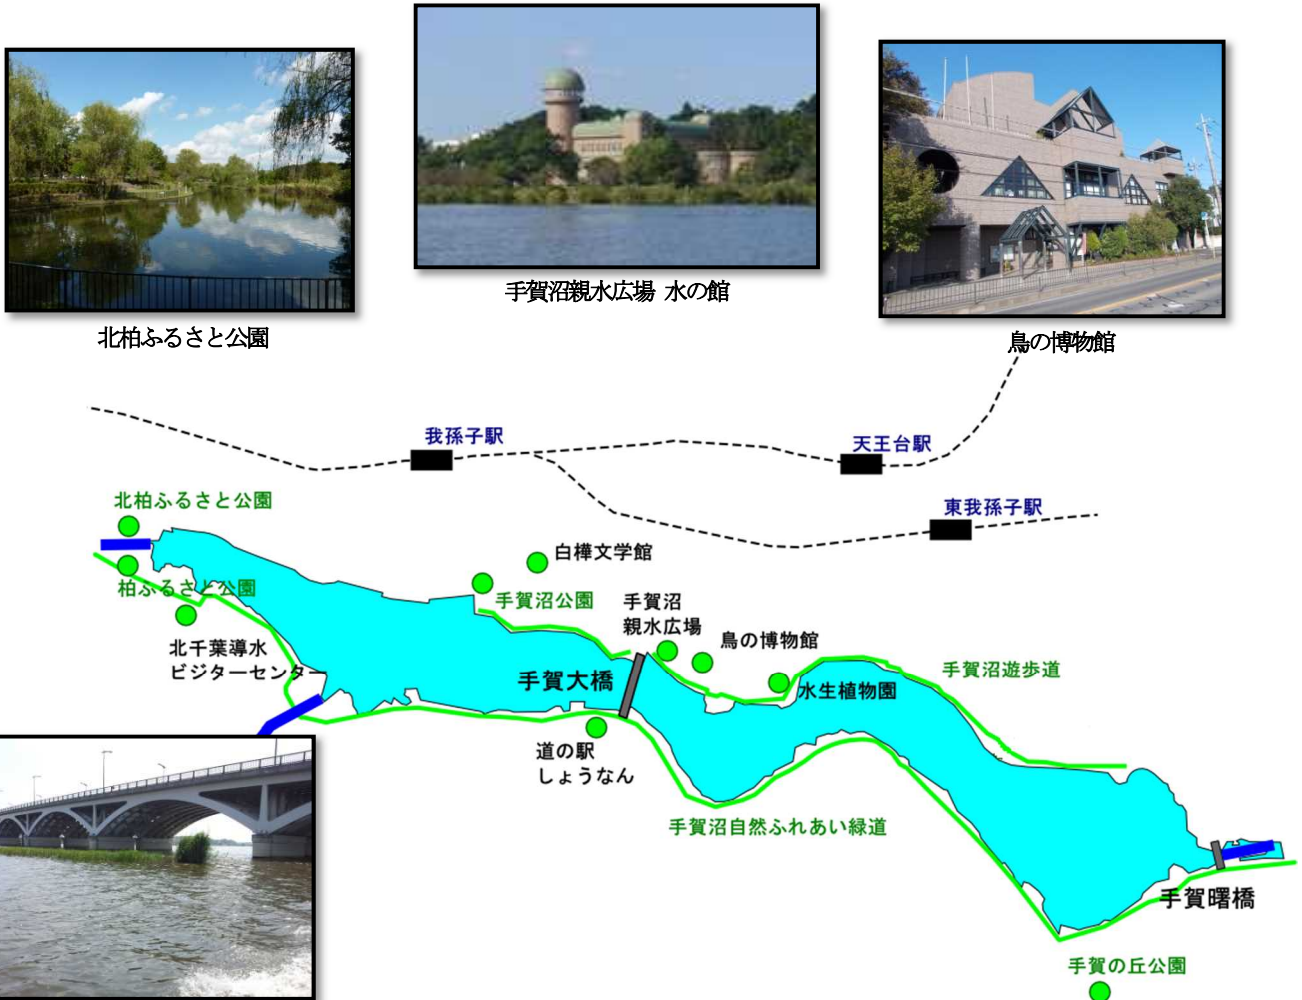 手賀沼親水広場 水の館
北柏ふるさと公園
鳥の博物館
我孫子駅
天王台駅
北柏ふるさと公園
東我孫子駅
白樺文学館
柏ふるさと公園
手賀沼公園
手賀沼
親水広場
鳥の博物館
北千葉導水
ビジターセンター
手賀大橋
水生植物園
手賀沼遊歩道
道の駅
しょうなん
手賀沼自然ふれあい緑道
手賀曙橋
手賀の丘公園